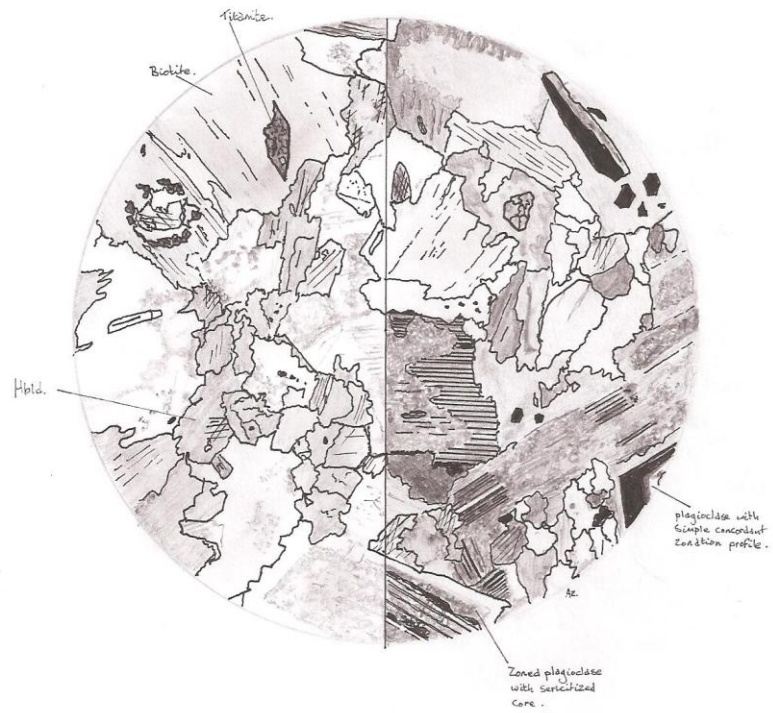 Titanite.
Biotite.
Hbld.
plagioclase with
Simple concordant
Zonation profile.
Az.
Zoned plagioclase
with sericitized
Core.